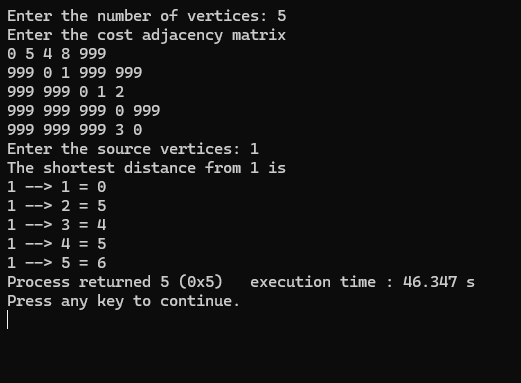 Enter the number of vertices: 5
Enter the cost adjacency matrix
0 5 4 8 999
999 0 1 999 999
999 999 0 1 2
999 999 999 0 999
999 999 999 3 0
Enter the source vertices: 1
The shortest distance from 1 is
1 --> 1 = 0
1 --> 2 = 5
1 --> 3 = 4
1 --> 4 = 5
1 --> 5 = 6
Process returned 5 (0x5)   execution time : 46.347 s
Press any key to continue.